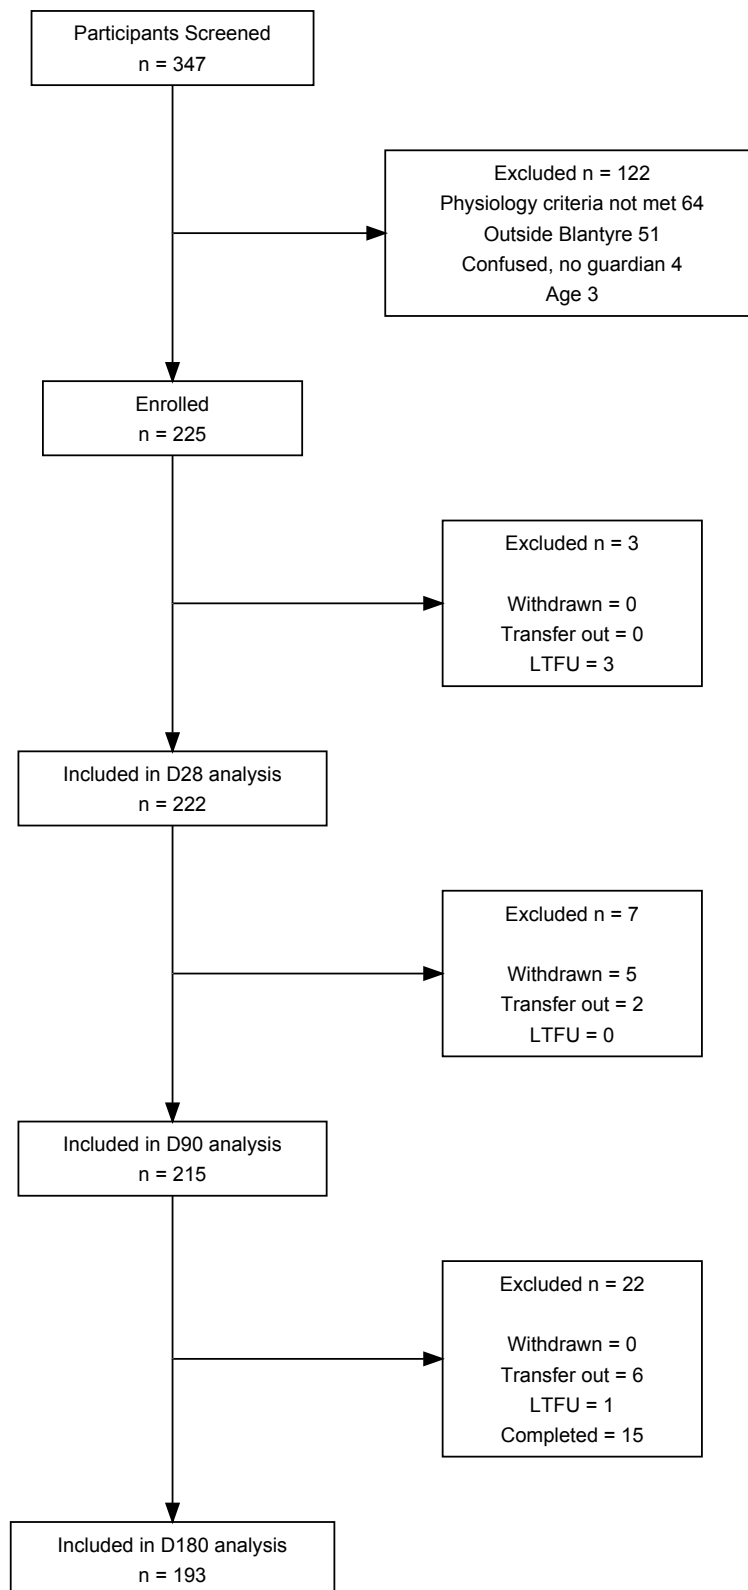 Participants Screened
n = 347
Excluded n = 122
Physiology criteria not met 64
Outside Blantyre 51
Confused, no guardian 4
Age 3
Enrolled
n = 225
Excluded n = 3
Withdrawn = 0
Transfer out = 0
LTFU = 3
Included in D28 analysis
n = 222
Excluded n = 7
Withdrawn = 5
Transfer out = 2
LTFU = 0
Included in D90 analysis
n = 215
Excluded n = 22
Withdrawn = 0
Transfer out = 6
LTFU = 1
Completed = 15
Included in D180 analysis
n = 193